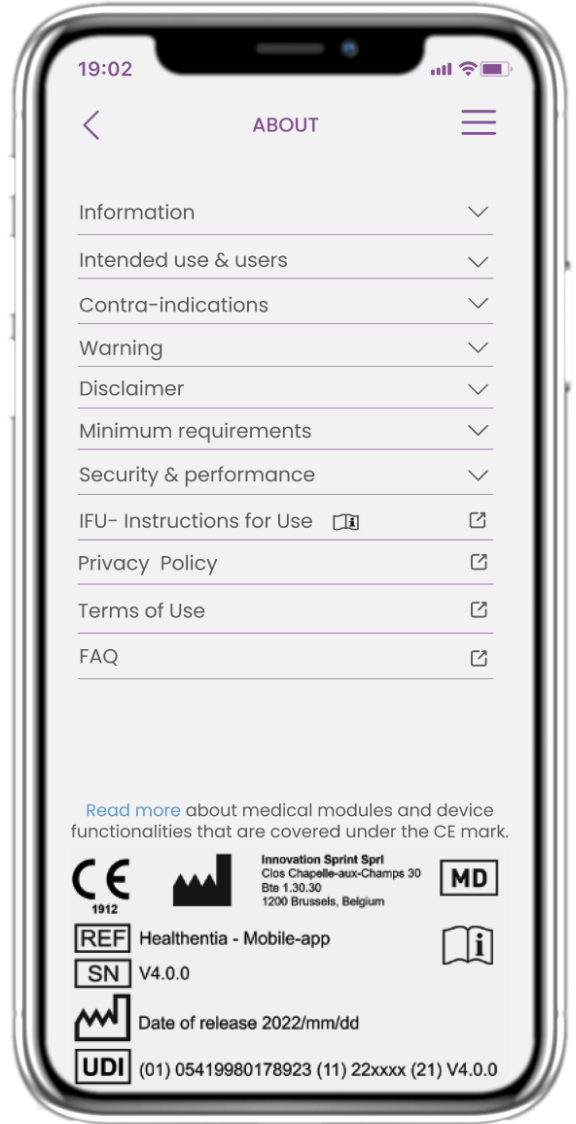 19:02
ABOUT
Information
Intended use & users
Contra-indications
Warning
Disclaimer
Minimum requirements
Security & performance
IFU- Instructions for Use
Privacy Policy
Terms of Use
FAQ
Read more about medical modules and device
functionalities that are covered under the CE mark.
CE
1912
Innovation Sprint Sprl
Clos Chapelle-aux-Champs 30
Bte 1.30.30
1200 Brussels, Belgium
MD
REF Healthentia - Mobile-app
SN V4.0.0
Date of release 2022/mm/dd
UDI (01) 05419980178923 (11) 22xxxx (21) V4.0.0